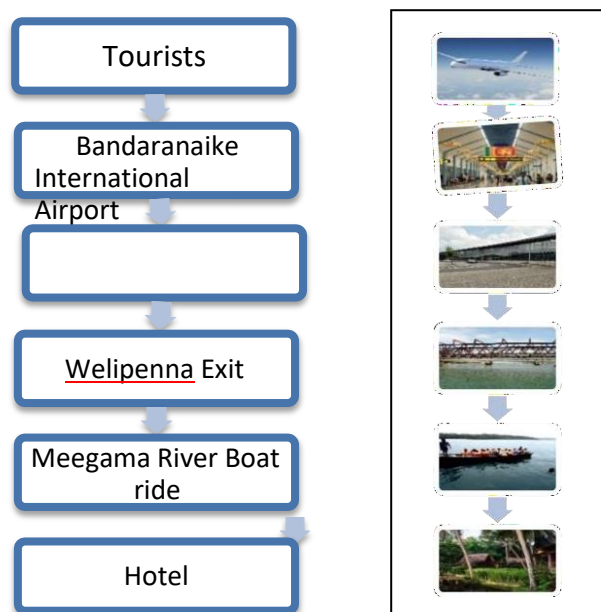 Tourists
Bandaranaike
International
Airport
Welipenna Exit
Meegama River Boat
ride
Hotel